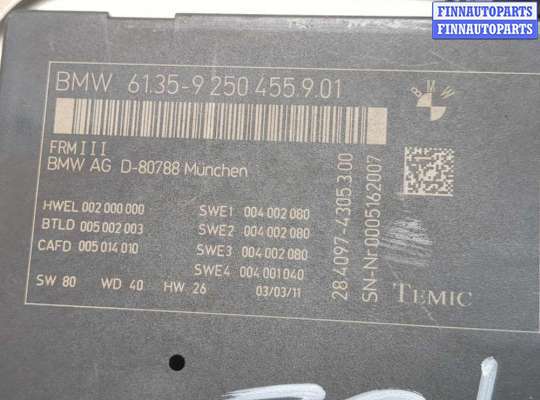 FINNAUTOPARTS
FINNAUTOPARTS
BMW 61.35-9 250 455.9.01
BMW
FRMIII
BMW AG D-80788 München
HWEL 002 000 000
BTLD 005 002 003
CAFD 005 014 010
SWE1 004 002 080
SWE2 004 002 080
SWE3 004 002 080
SWE4 004 001 040
SW 80 WD 40 HW 26 03/03/11
28.4097-4305.3.00
SN-Nr.0005162007
TEMIC